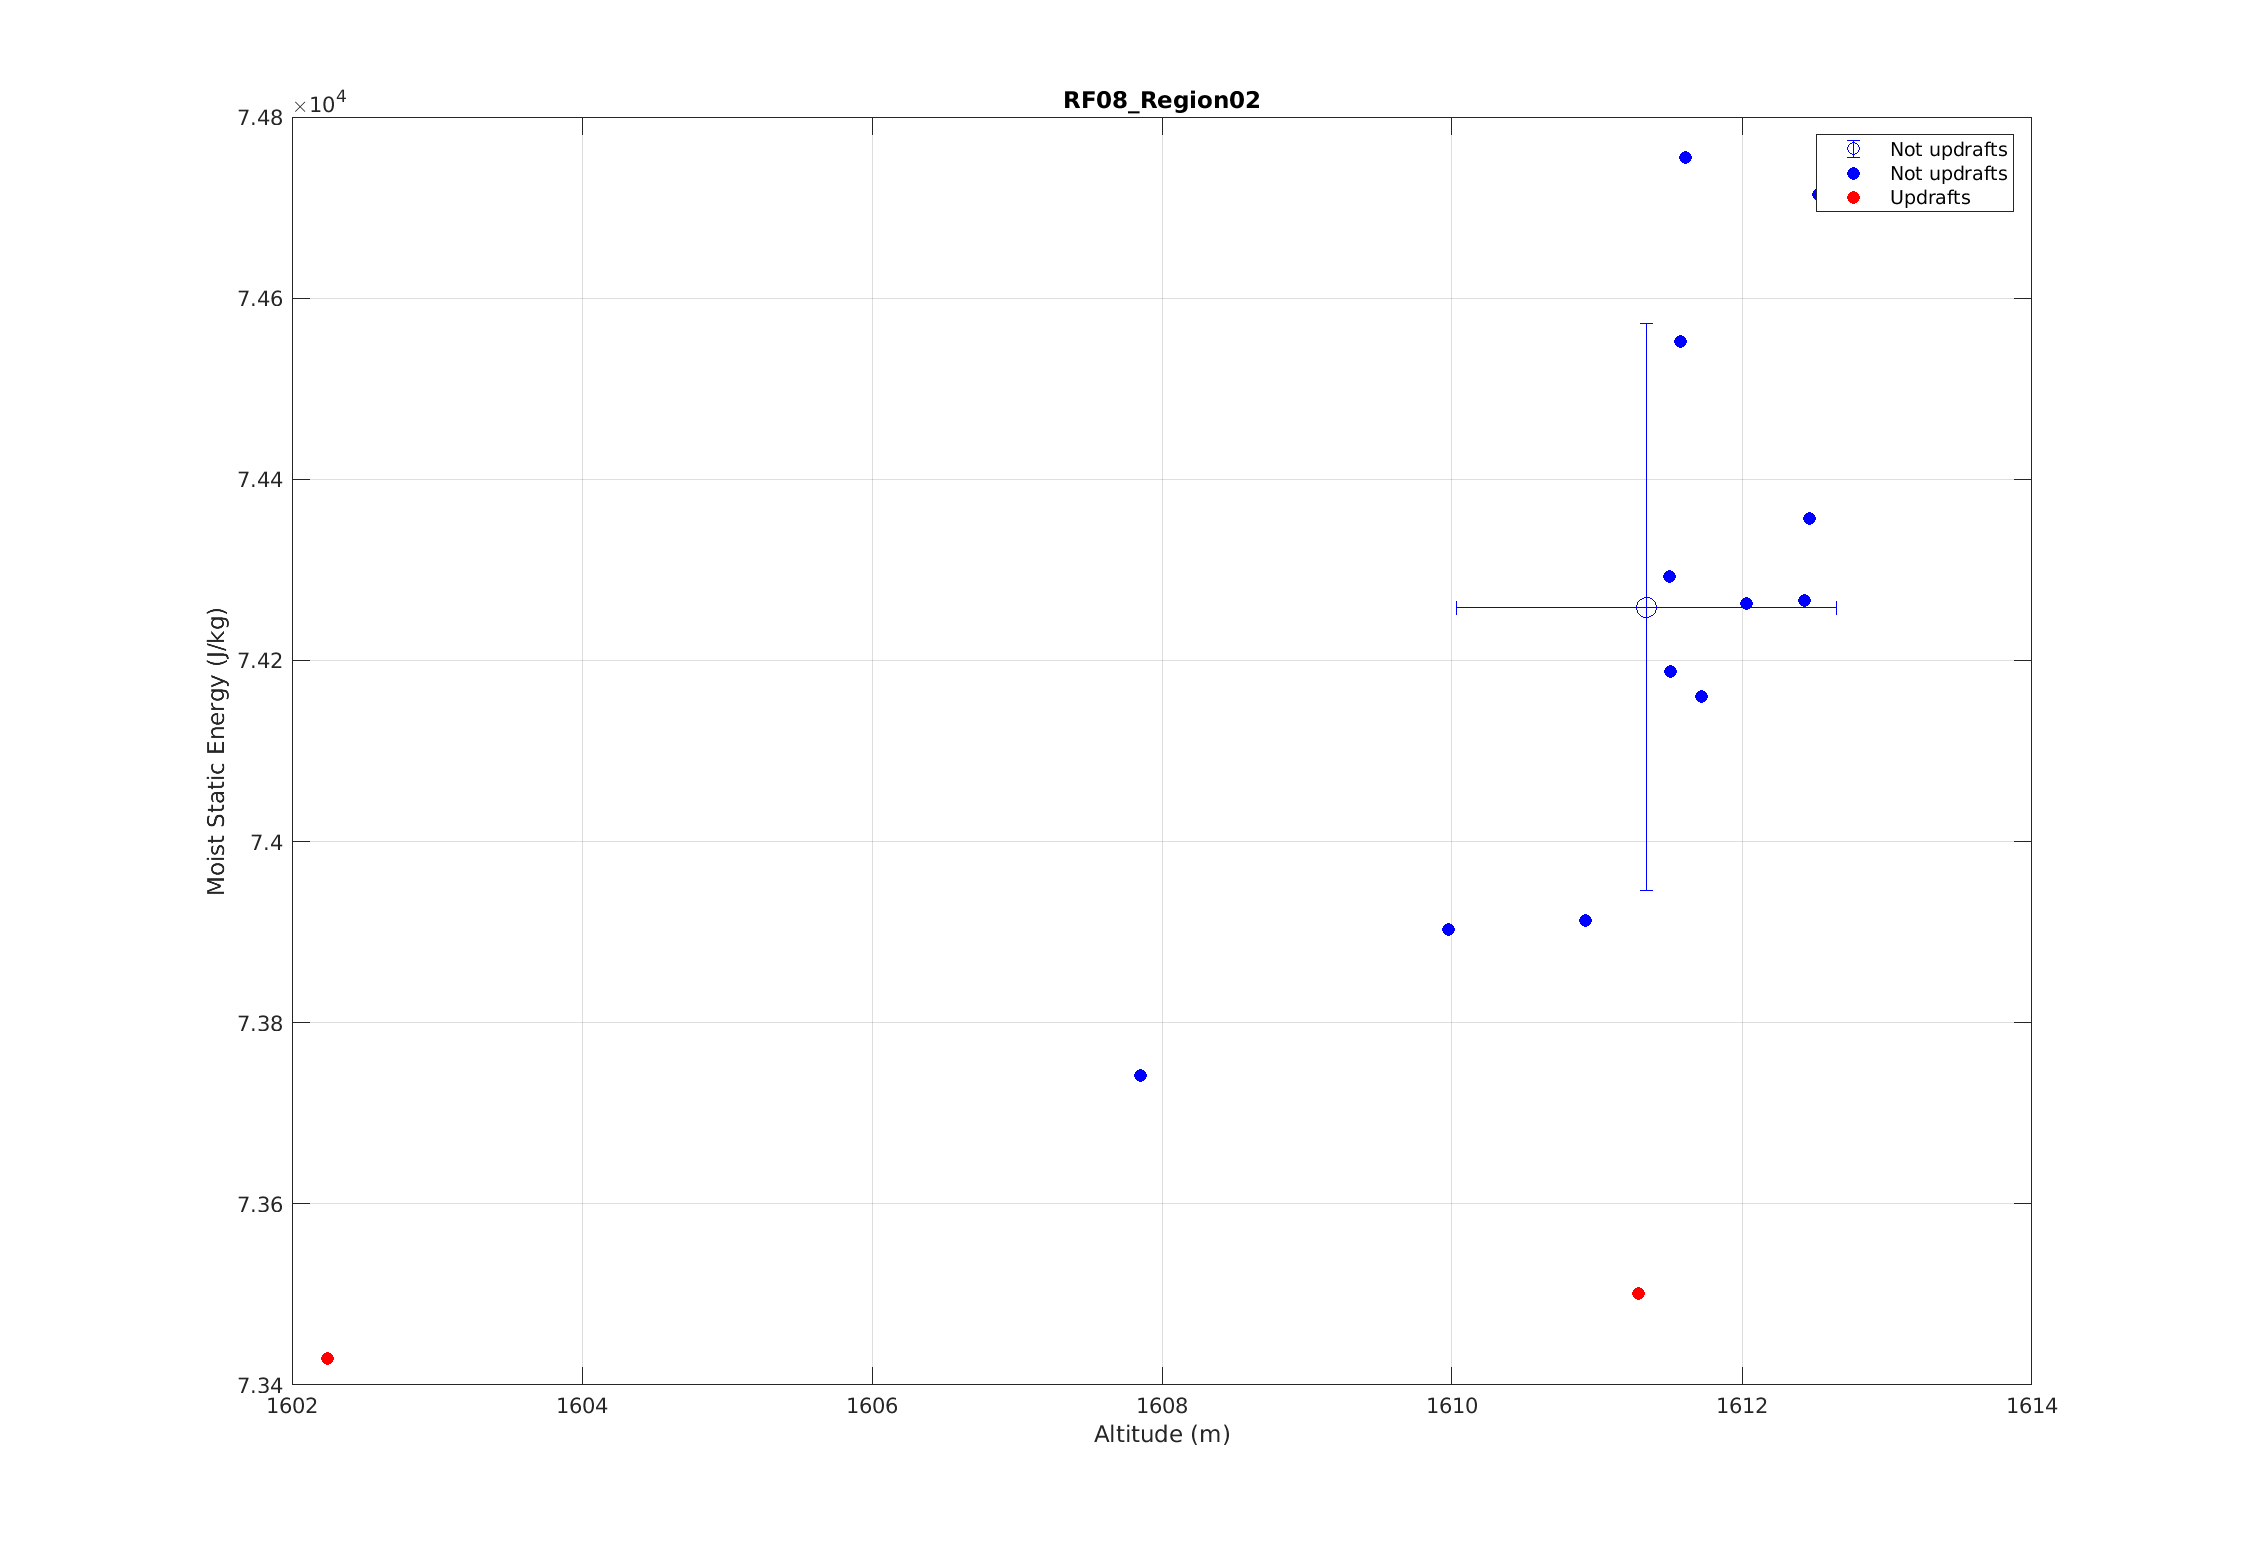 RF08_Region02
×10^4
7.48
7.46
7.44
7.42
7.4
7.38
7.36
7.34
Moist Static Energy (J/kg)
Not updrafts
Not updrafts
Updrafts
1602 1604 1606 1608 1610 1612 1614
Altitude (m)